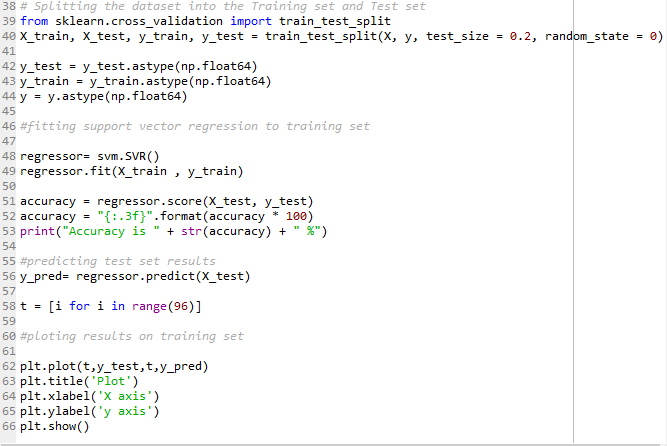 38 # Splitting the dataset into the Training set and Test set
39 from sklearn.cross_validation import train_test_split
40 X_train, X_test, y_train, y_test = train_test_split(X, y, test_size = 0.2, random_state = 0)
41
42 y_test = y_test.astype(np.float64)
43 y_train = y_train.astype(np.float64)
44 y = y.astype(np.float64)
45
46 #fitting support vector regression to training set
47
48 regressor= svm.SVR()
49 regressor.fit(X_train , y_train)
50
51 accuracy = regressor.score(X_test, y_test)
52 accuracy = "{:.3f}".format(accuracy * 100)
53 print("Accuracy is " + str(accuracy) + " %")
54
55 #predicting test set results
56 y_pred= regressor.predict(X_test)
57
58 t = [i for i in range(96)]
59
60 #ploting results on training set
61
62 plt.plot(t,y_test,t,y_pred)
63 plt.title('Plot')
64 plt.xlabel('X axis')
65 plt.ylabel('y axis')
66 plt.show()